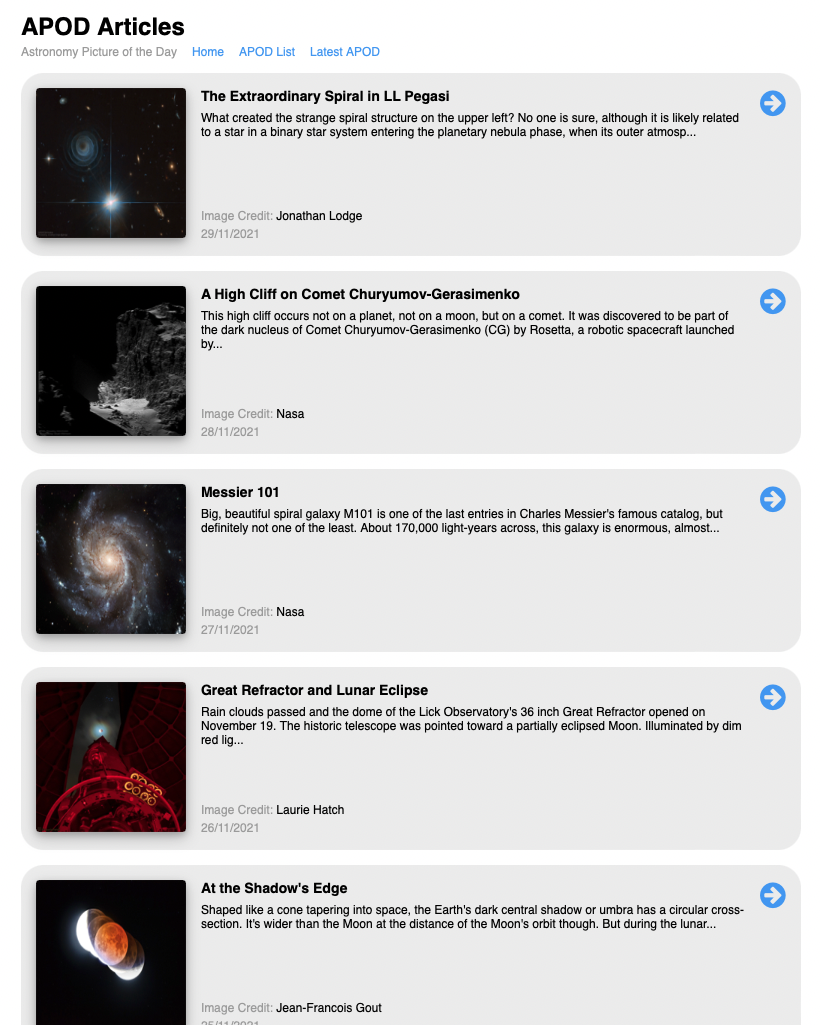 APOD Articles
Astronomy Picture of the Day Home APOD List Latest APOD
The Extraordinary Spiral in LL Pegasi
What created the strange spiral structure on the upper left? No one is sure, although it is likely related
to a star in a binary star system entering the planetary nebula phase, when its outer atmosp...
Image Credit: Jonathan Lodge
29/11/2021
A High Cliff on Comet Churyumov-Gerasimenko
This high cliff occurs not on a planet, not on a moon, but on a comet. It was discovered to be part of
the dark nucleus of Comet Churyumov-Gerasimenko (CG) by Rosetta, a robotic spacecraft launched
by...
Image Credit: Nasa
28/11/2021
Messier 101
Big, beautiful spiral galaxy M101 is one of the last entries in Charles Messier's famous catalog, but
definitely not one of the least. About 170,000 light-years across, this galaxy is enormous, almost...
Image Credit: Nasa
27/11/2021
Great Refractor and Lunar Eclipse
Rain clouds passed and the dome of the Lick Observatory's 36 inch Great Refractor opened on
November 19. The historic telescope was pointed toward a partially eclipsed Moon. Illuminated by dim
red lig...
Image Credit: Laurie Hatch
26/11/2021
At the Shadow's Edge
Shaped like a cone tapering into space, the Earth's dark central shadow or umbra has a circular cross-
section. It's wider than the Moon at the distance of the Moon's orbit though. But during the lunar...
Image Credit: Jean-Francois Gout
25/11/2021